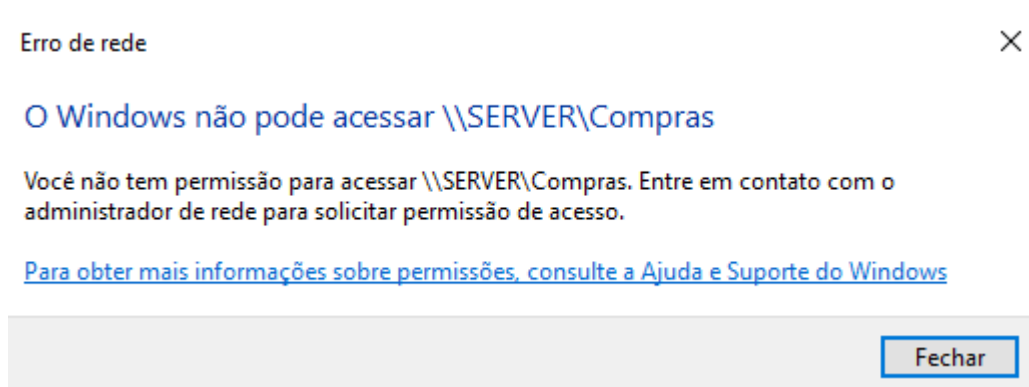 Erro de rede
O Windows não pode acessar \\SERVER\Compras
Você não tem permissão para acessar \\SERVER\Compras. Entre em contato com o
administrador de rede para solicitar permissão de acesso.
Para obter mais informações sobre permissões, consulte a Ajuda e Suporte do Windows
Fechar